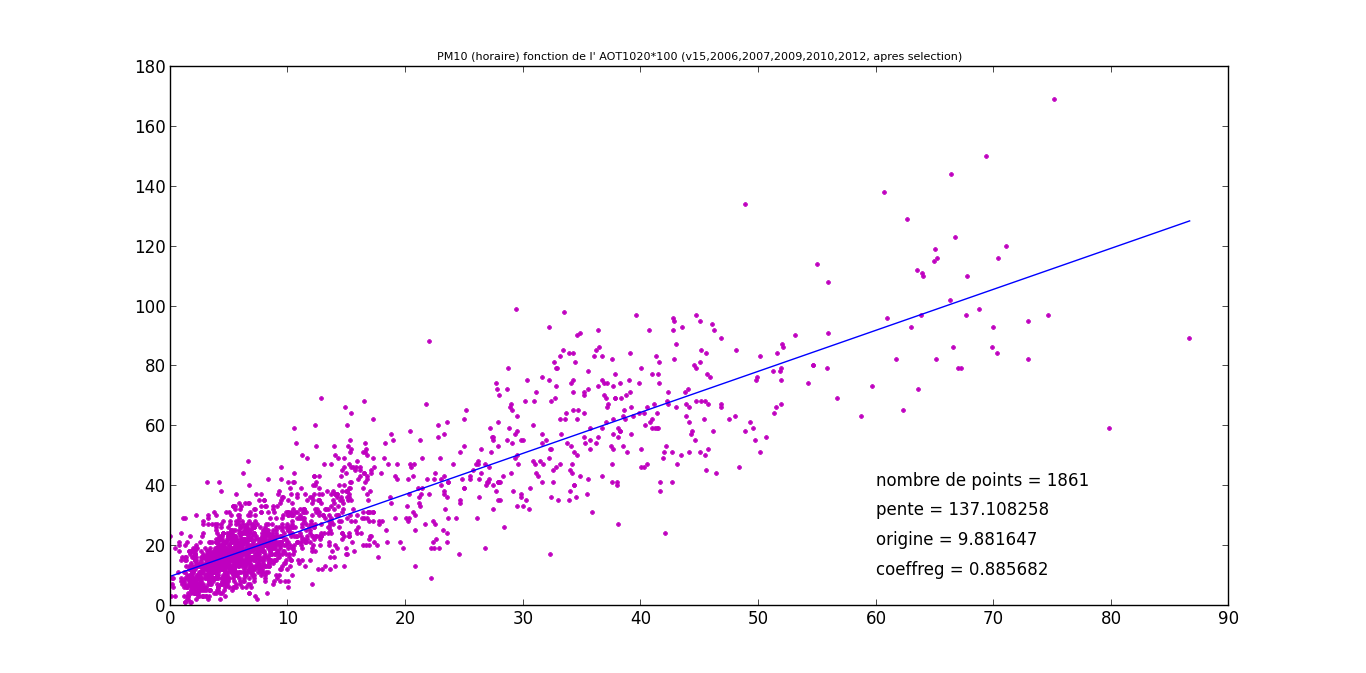 PM10 (horaire) fonction de l' AOT1020*100 (v15,2006,2007,2009,2010,2012, apres selection)
180
160
140
120
100
80
60
40
20
0
nombre de points = 1861
pente = 137.108258
origine = 9.881647
coeffreg = 0.885682
0 10 20 30 40 50 60 70 80 90